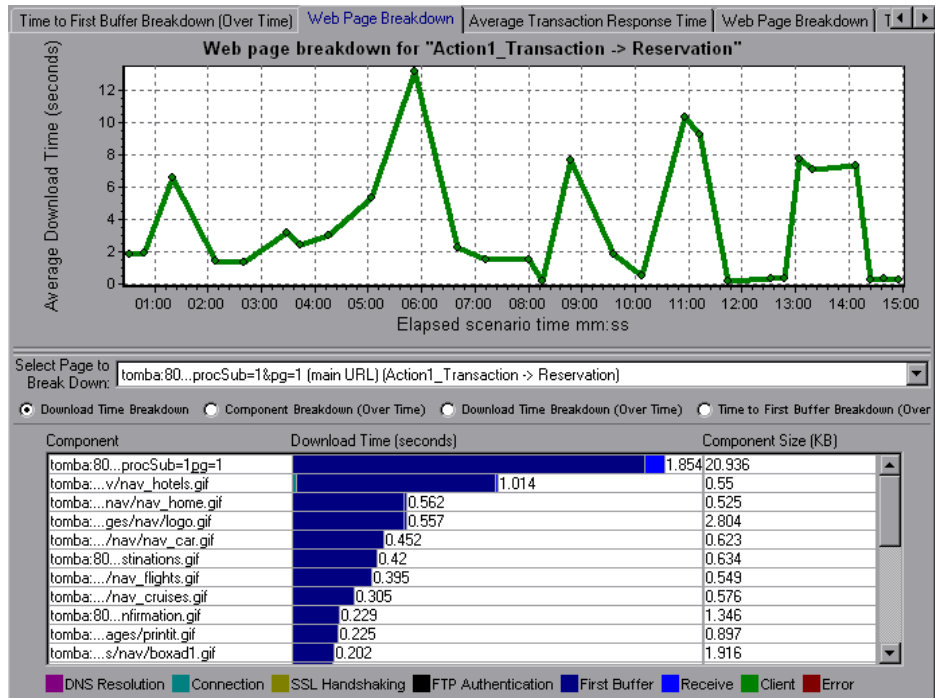 Time to First Buffer Breakdown (Over Time) Web Page Breakdown Average Transaction Response Time Web Page Breakdown T
Web page breakdown for "Action1_Transaction -> Reservation"
Average Download Time (seconds)
12
10
8
6
4
2
0
01:00 02:00 03:00 04:00 05:00 06:00 07:00 08:00 09:00 10:00 11:00 12:00 13:00 14:00 15:00
Elapsed scenario time mm:ss
Select Page to
Break Down: tomba:80...procSub=1&pg=1 (main URL) (Action1_Transaction -> Reservation)
Download Time Breakdown Component Breakdown (Over Time) Download Time Breakdown (Over Time) Time to First Buffer Breakdown (Over
Component Download Time (seconds) Component Size (KB)
tomba:80...procSub=1pg=1 1.854 20.936
tomba:...v/nav_hotels.gif 1.014 0.55
tomba:...nav/nav_home.gif 0.562 0.525
tomba:...ges/nav/logo.gif 0.557 2.804
tomba:.../nav/nav_car.gif 0.452 0.623
tomba:80...stinations.gif 0.42 0.634
tomba:.../nav_flights.gif 0.395 0.549
tomba:.../nav_cruises.gif 0.305 0.576
tomba:80...nfirmation.gif 0.229 1.346
tomba:...ages/printit.gif 0.225 0.897
tomba:...s/nav/boxad1.gif 0.202 1.916
DNS Resolution Connection SSL Handshaking FTP Authentication First Buffer Receive Client Error